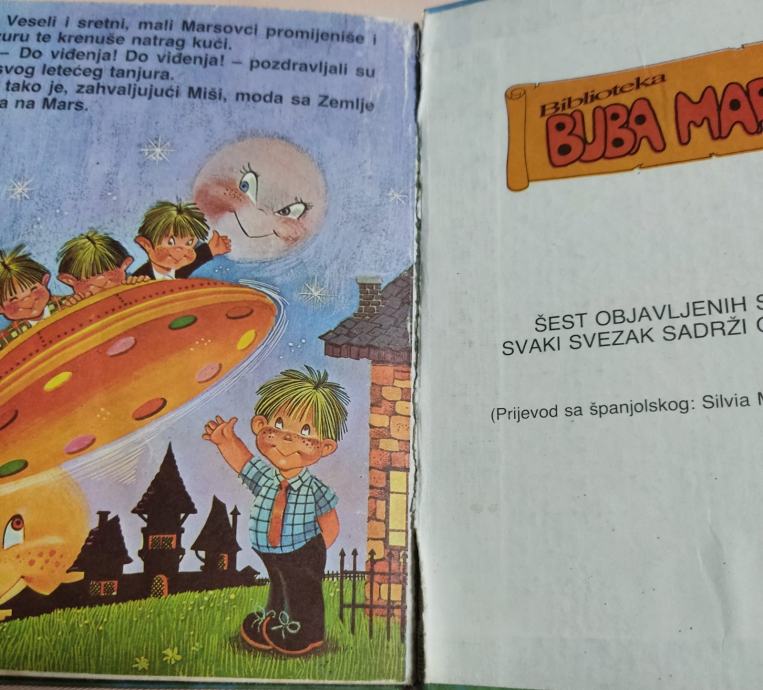 Veseli i sretni, mali Marsovci promijeniše i
te krenuše natrag kući.
– Do viđenja! Do viđenja! – pozdravljali su
svog letećeg tanjura.
tako je, zahvaljujući Miši, moda sa Zemlje
na Mars.
Biblioteka
BUBA
ŠEST OBJAVLJENIH
SVAKI SVEZAK SADRŽI
(Prijevod sa španjolskog: Silvia